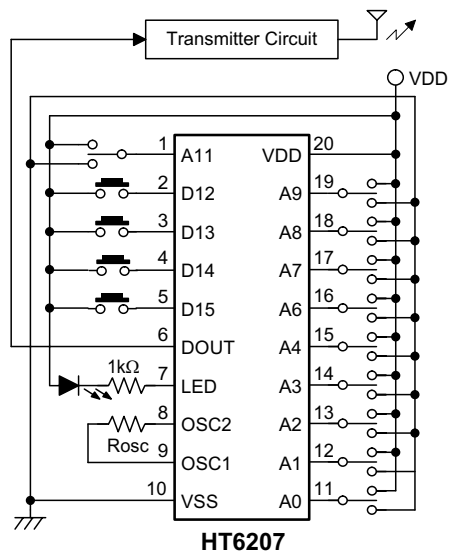 Transmitter Circuit
VDD
1 A11 VDD 20
2 D12 A9 19
3 D13 A8 18
4 D14 A7 17
5 D15 A6 16
6 DOUT A4 15
1kΩ
7 LED A3 14
8 OSC2 A2 13
Rosc
9 OSC1 A1 12
10 VSS A0 11
HT6207